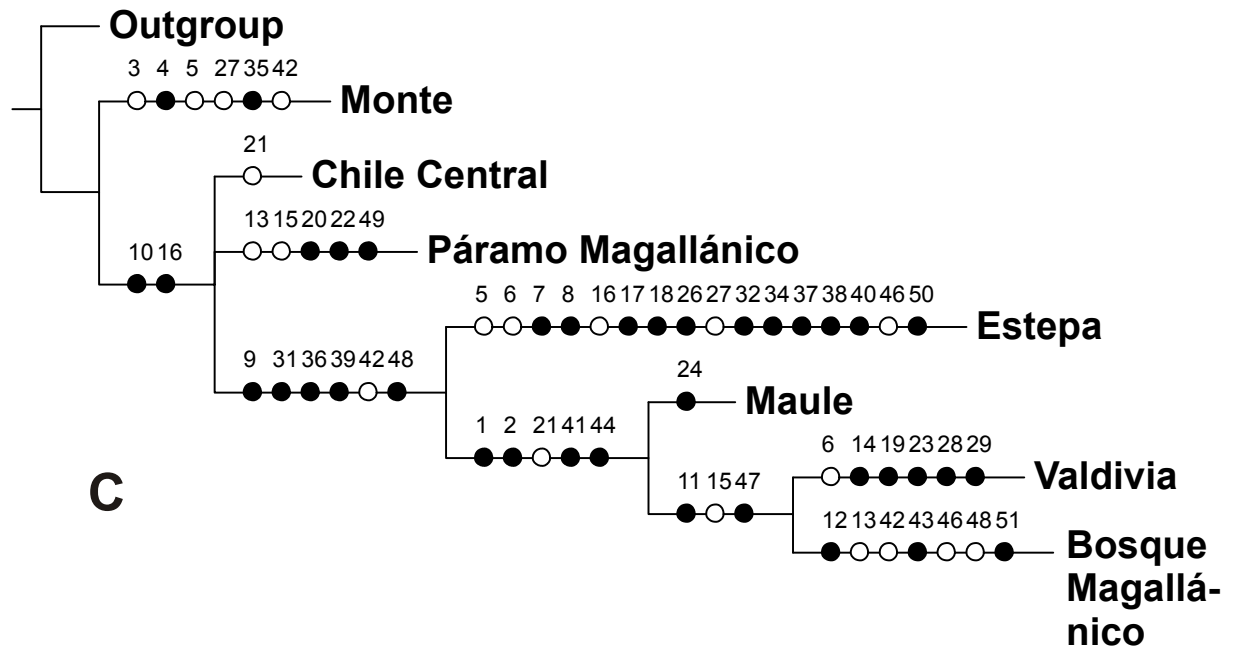 Outgroup
3 4 5 27 35 42
Monte
21
Chile Central
13 15 20 22 49
Páramo Magallánico
10 16
5 6 7 8 16 17 18 26 27 32 34 37 38 40 46 50
Estepa
9 31 36 39 42 48
24
Maule
1 2 21 41 44
6 14 19 23 28 29
Valdivia
C
11 15 47
12 13 42 43 46 48 51
Bosque
Magallá-
nico